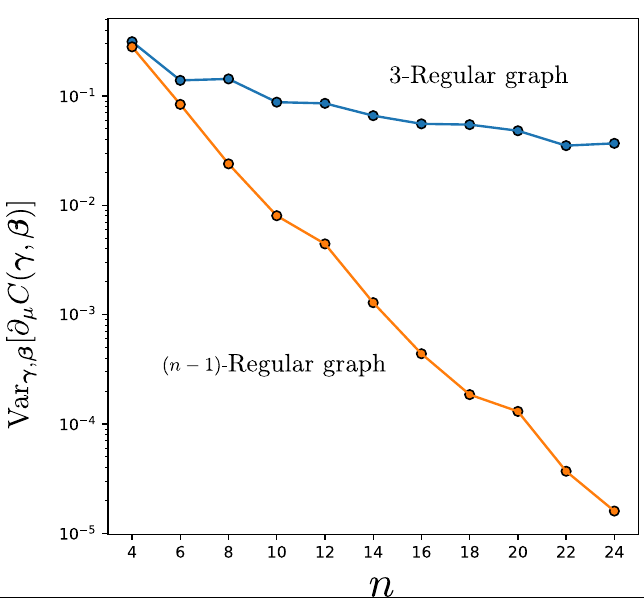 3-Regular graph
(n − 1)-Regular graph
Var_{γ,β}[∂_μ C(γ, β)]
10^{-1}
10^{-2}
10^{-3}
10^{-4}
10^{-5}
4 6 8 10 12 14 16 18 20 22 24
n